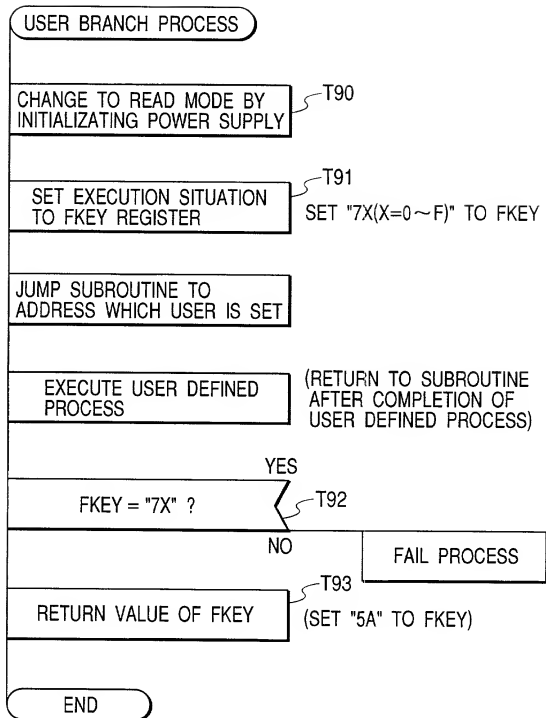 USER BRANCH PROCESS
T90
CHANGE TO READ MODE BY
INITIALIZATING POWER SUPPLY
T91
SET EXECUTION SITUATION
TO FKEY REGISTER
SET "7X(X=0～F)" TO FKEY
JUMP SUBROUTINE TO
ADDRESS WHICH USER IS SET
EXECUTE USER DEFINED
PROCESS
(RETURN TO SUBROUTINE
AFTER COMPLETION OF
USER DEFINED PROCESS)
YES
FKEY = "7X" ?
T92
NO
FAIL PROCESS
T93
RETURN VALUE OF FKEY
(SET "5A" TO FKEY)
END